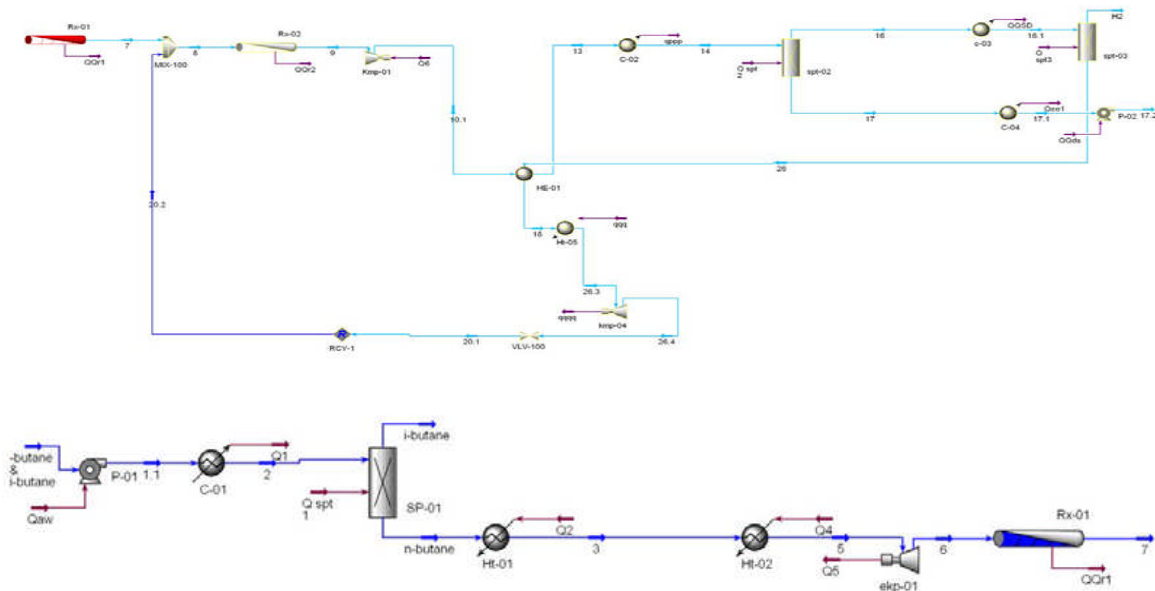 Rx-01
7
QQr1
MIX-100
8
Rx-02
QQr2
9
Kmp-01
Q6
10.1
13
C-02
qppp
14
Q spt
2
spt-02
16
QGSD
c-03
16.1
Q
spt3
H2
spt-03
17
Qzo1
C-04
17.1
QGds
P-02
17.2
HE-01
26
15
Ht-05
qqq
26.3
qqqq
kmp-04
26.4
VLV-100
20.1
RCY-1
20.2
-butane
&
i-butane
Qaw
P-01
1.1
C-01
Q1
2
Q spt
1
i-butane
SP-01
n-butane
Ht-01
Q2
3
Ht-02
Q4
5
Q5
ekp-01
6
Rx-01
QQr1
7